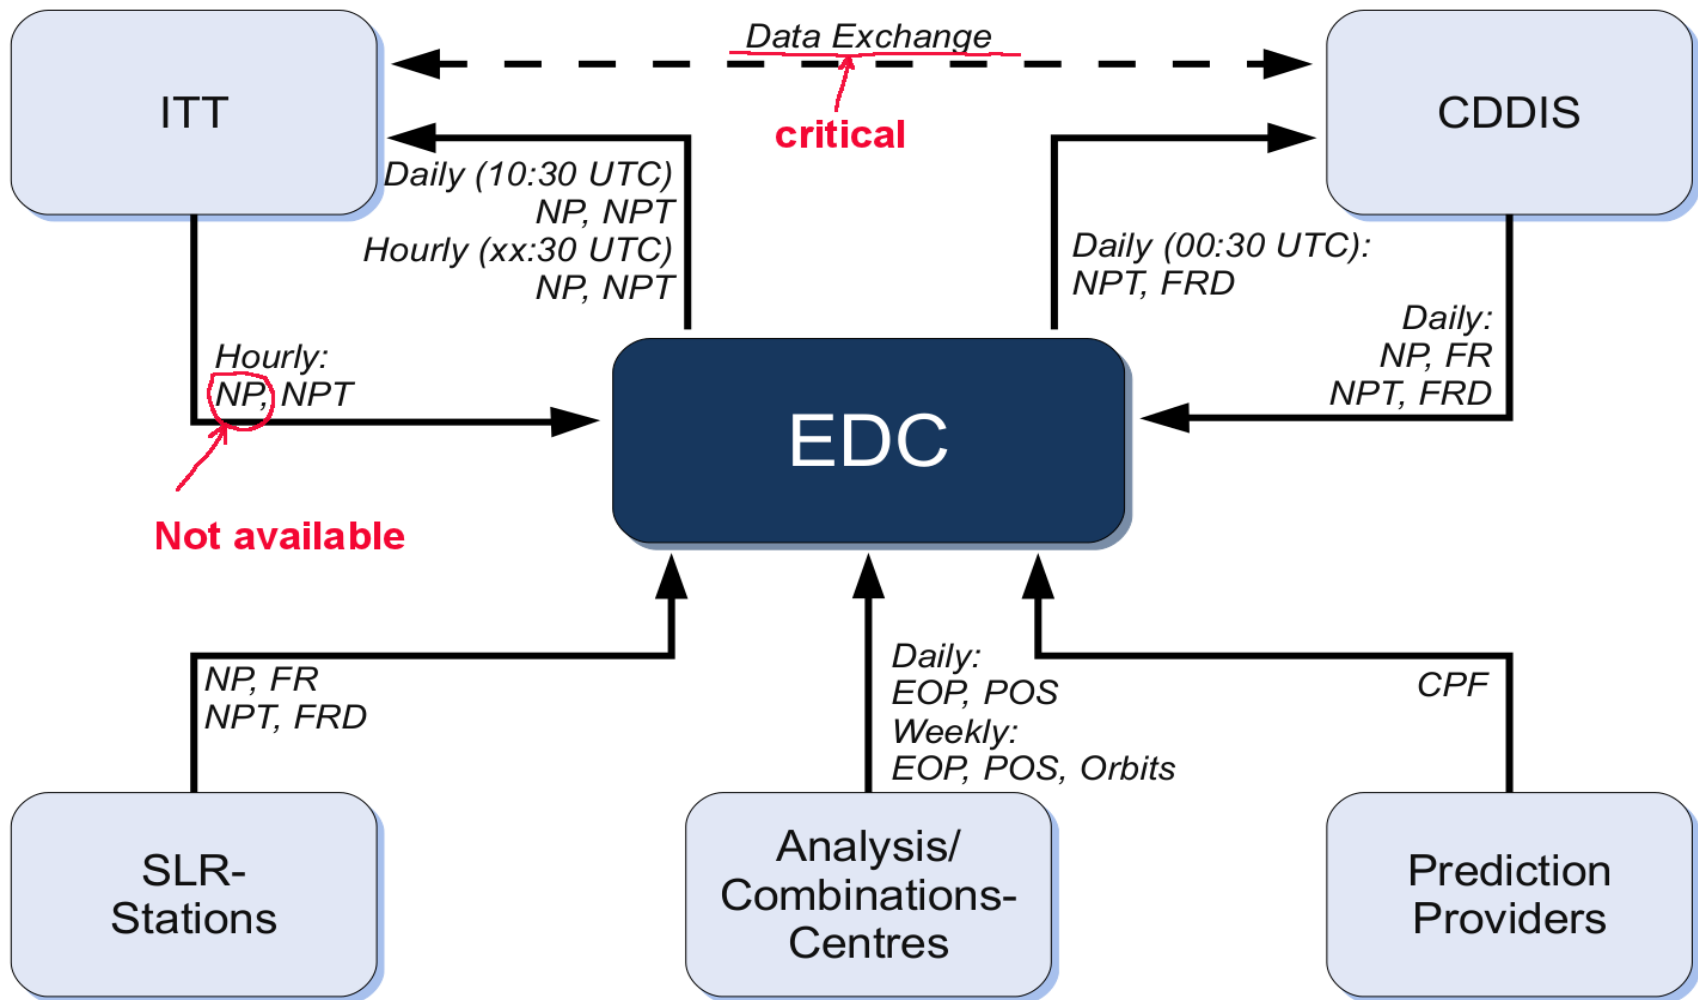 Data Exchange
ITT
CDDIS
critical
Daily (10:30 UTC)
NP, NPT
Hourly (xx:30 UTC)
NP, NPT
Daily (00:30 UTC):
NPT, FRD
Daily:
NP, FR
NPT, FRD
Hourly:
NP, NPT
EDC
Not available
NP, FR
NPT, FRD
Daily:
EOP, POS
Weekly:
EOP, POS, Orbits
CPF
SLR-
Stations
Analysis/
Combinations-
Centres
Prediction
Providers